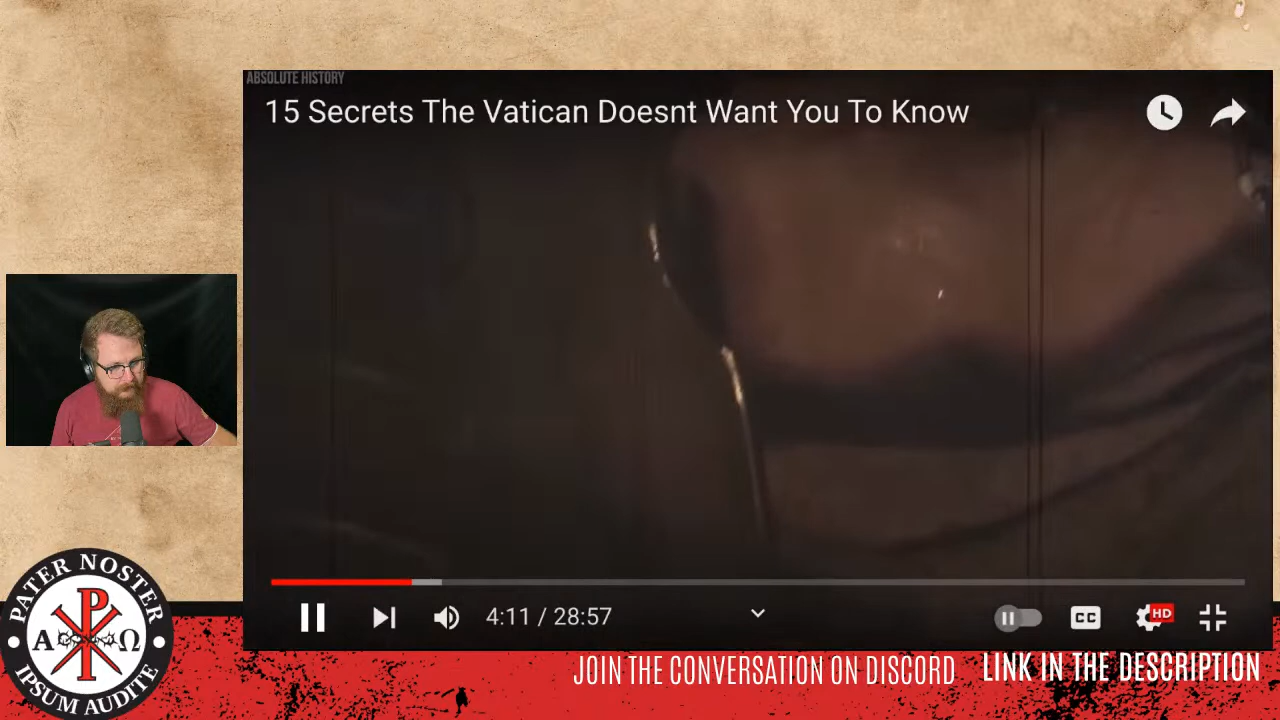 ABSOLUTE HISTORY
15 Secrets The Vatican Doesnt Want You To Know
4:11 / 28:57
CC
HD
PATER NOSTER
Α Ω
IPSUM AUDITE
JOIN THE CONVERSATION ON DISCORD
LINK IN THE DESCRIPTION